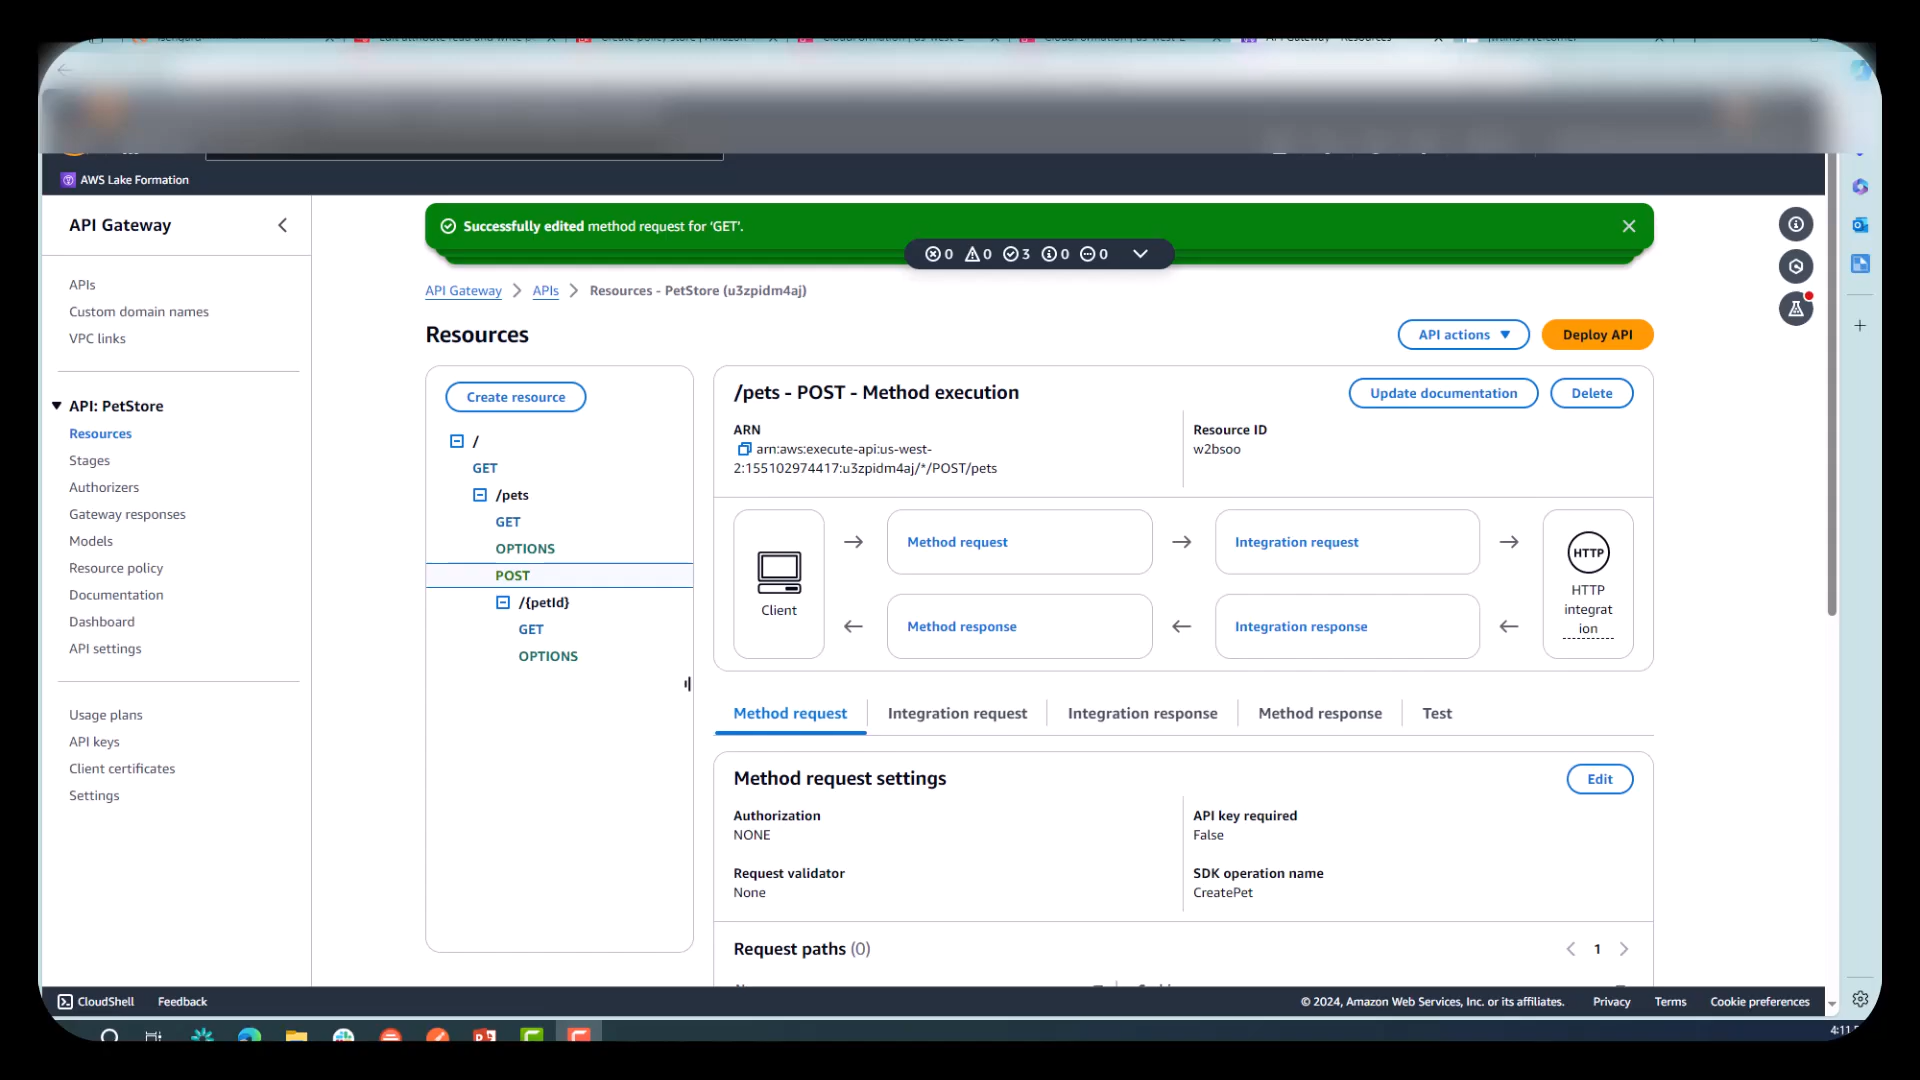 AWS Lake Formation
API Gateway
APIs
Custom domain names
VPC links
API: PetStore
Resources
Stages
Authorizers
Gateway responses
Models
Resource policy
Documentation
Dashboard
API settings
Usage plans
API keys
Client certificates
Settings
Successfully edited method request for 'GET'.
0 0 3 0 0
API Gateway > APIs > Resources - PetStore (u3zpidm4aj)
Resources
API actions
Deploy API
Create resource
/
GET
/pets
GET
OPTIONS
POST
/{petId}
GET
OPTIONS
/pets - POST - Method execution
Update documentation
Delete
ARN
arn:aws:execute-api:us-west-
2:155102974417:u3zpidm4aj/*/POST/pets
Resource ID
w2bsoo
Client
Method request
Integration request
Method response
Integration response
HTTP
HTTP
integrat
ion
Method request
Integration request
Integration response
Method response
Test
Method request settings
Edit
Authorization
NONE
API key required
False
Request validator
None
SDK operation name
CreatePet
Request paths (0)
1
CloudShell
Feedback
© 2024, Amazon Web Services, Inc. or its affiliates.
Privacy
Terms
Cookie preferences
4:11